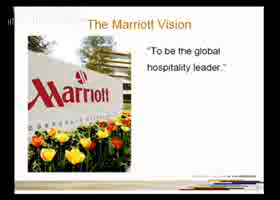 The Marriott Vision
"To be the global
hospitality leader."
Marriott